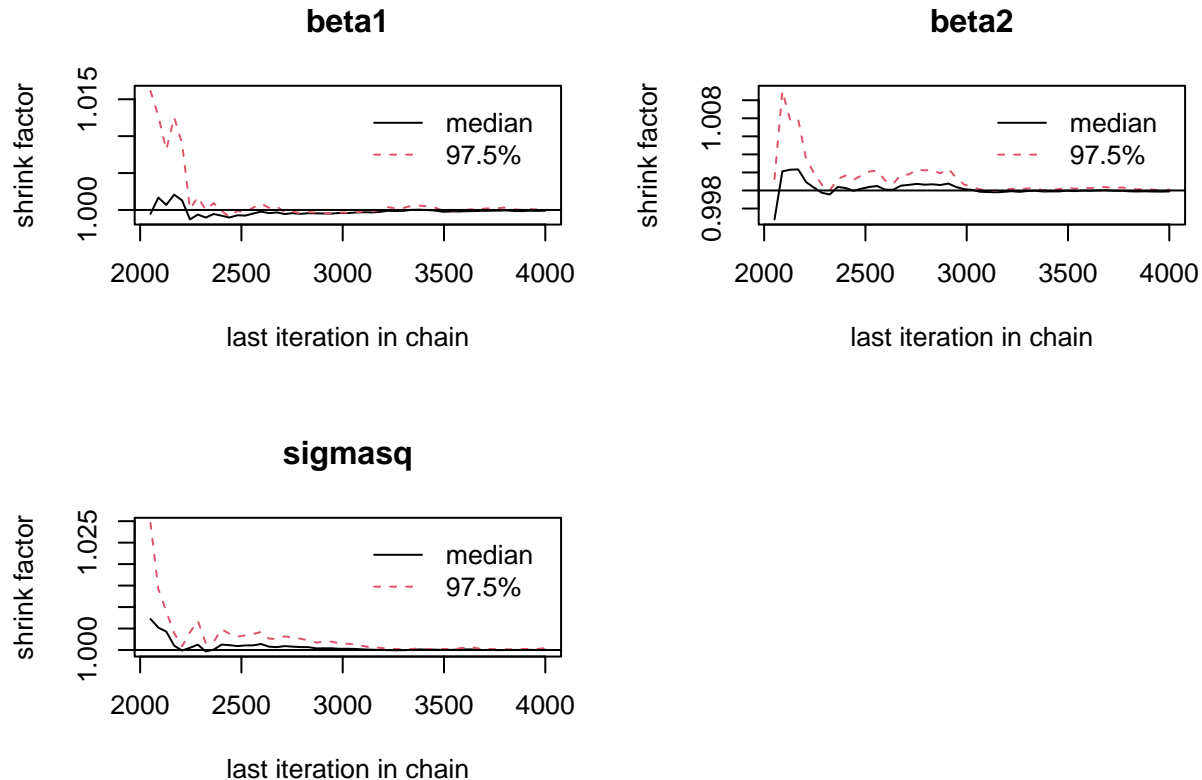 beta1
shrink factor
1.000 1.015
median
97.5%
2000 2500 3000 3500 4000
last iteration in chain
beta2
shrink factor
0.998 1.008
median
97.5%
2000 2500 3000 3500 4000
last iteration in chain
sigmasq
shrink factor
1.000 1.025
median
97.5%
2000 2500 3000 3500 4000
last iteration in chain